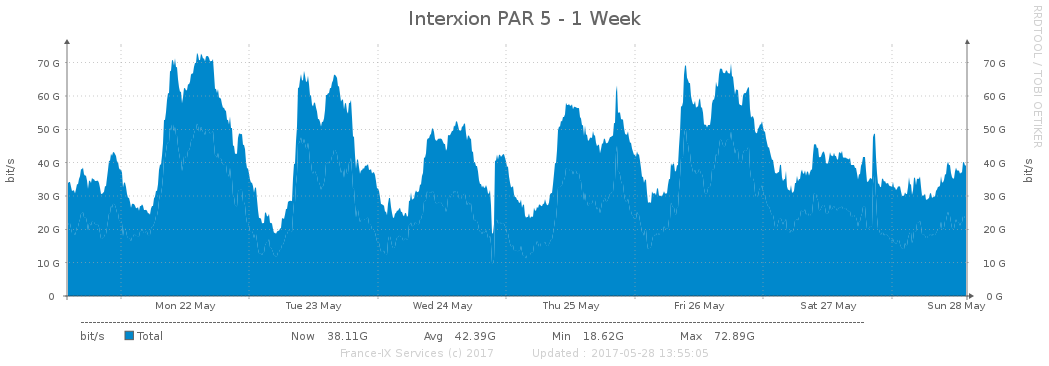 Interxion PAR 5 - 1 Week
RRDTOOL / TOBI OETIKER
bit/s
70 G 70 G
60 G 60 G
50 G 50 G
40 G 40 G
30 G 30 G
20 G 20 G
10 G 10 G
0 0 G
bit/s
Mon 22 May Tue 23 May Wed 24 May Thu 25 May Fri 26 May Sat 27 May Sun 28 May
bit/s Total Now 38.11G Avg 42.39G Min 18.62G Max 72.89G
France-IX Services (c) 2017 Updated : 2017-05-28 13:55:05